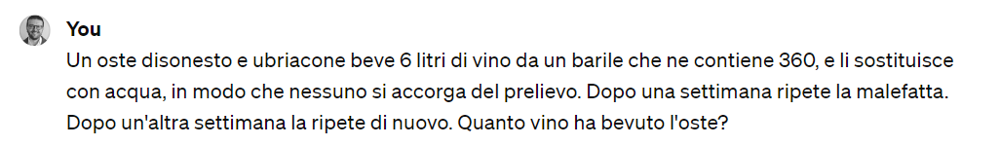 You
Un oste disonesto e ubriacone beve 6 litri di vino da un barile che ne contiene 360, e li sostituisce
con acqua, in modo che nessuno si accorga del prelievo. Dopo una settimana ripete la malefatta.
Dopo un'altra settimana la ripete di nuovo. Quanto vino ha bevuto l'oste?